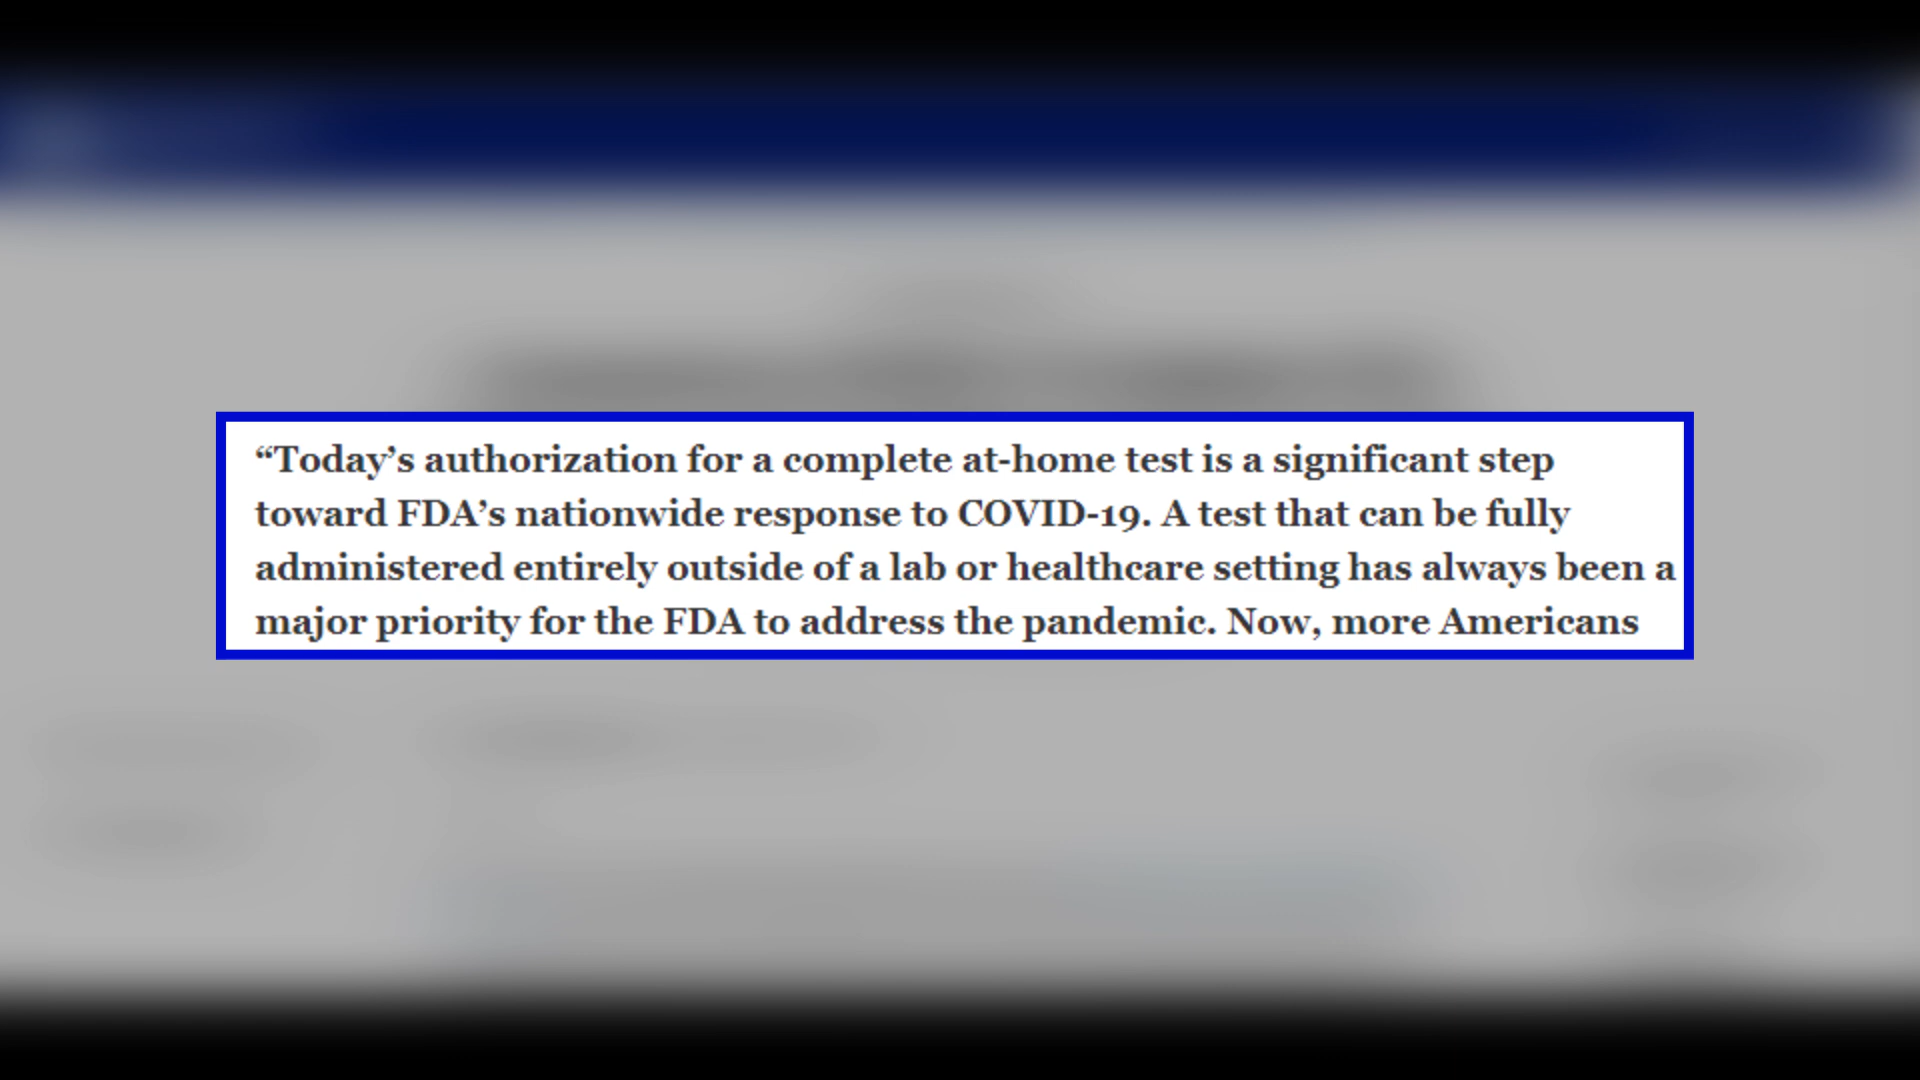 “Today’s authorization for a complete at-home test is a significant step
toward FDA’s nationwide response to COVID-19. A test that can be fully
administered entirely outside of a lab or healthcare setting has always been a
major priority for the FDA to address the pandemic. Now, more Americans